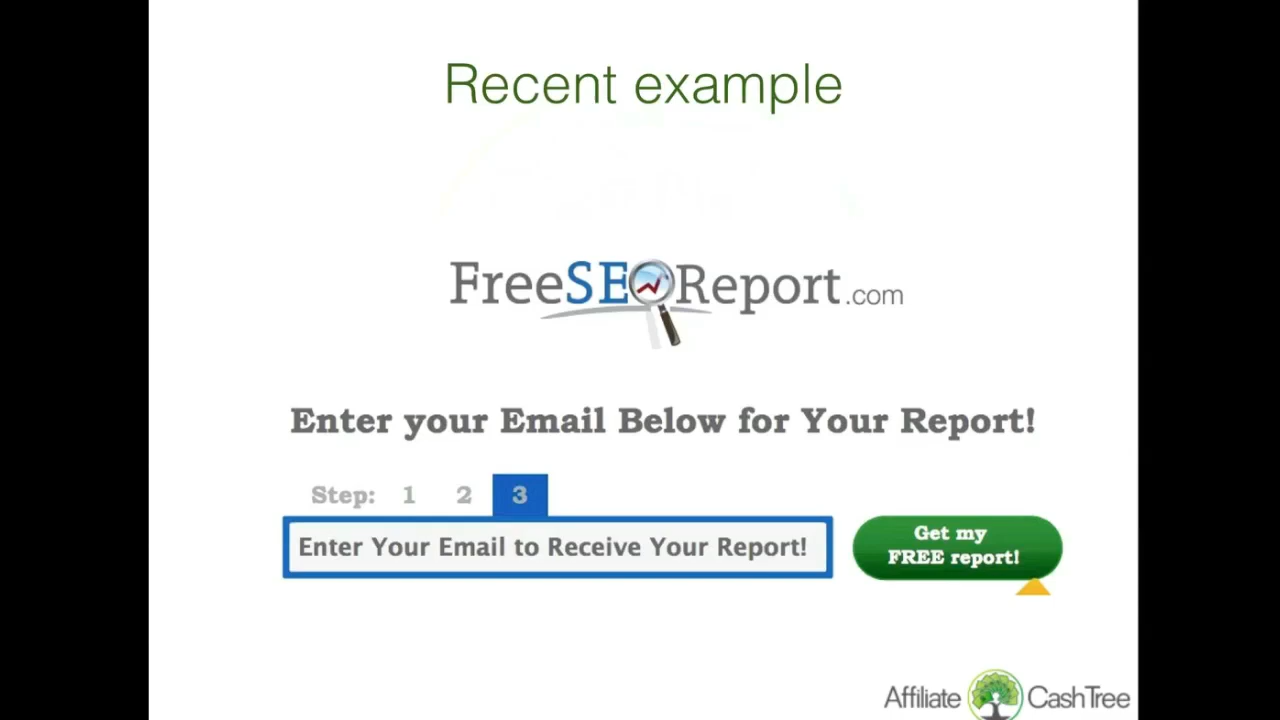 Recent example
FreeSEOReport.com
Enter your Email Below for Your Report!
Step: 1 2 3
Enter Your Email to Receive Your Report!
Get my
FREE report!
Affiliate CashTree